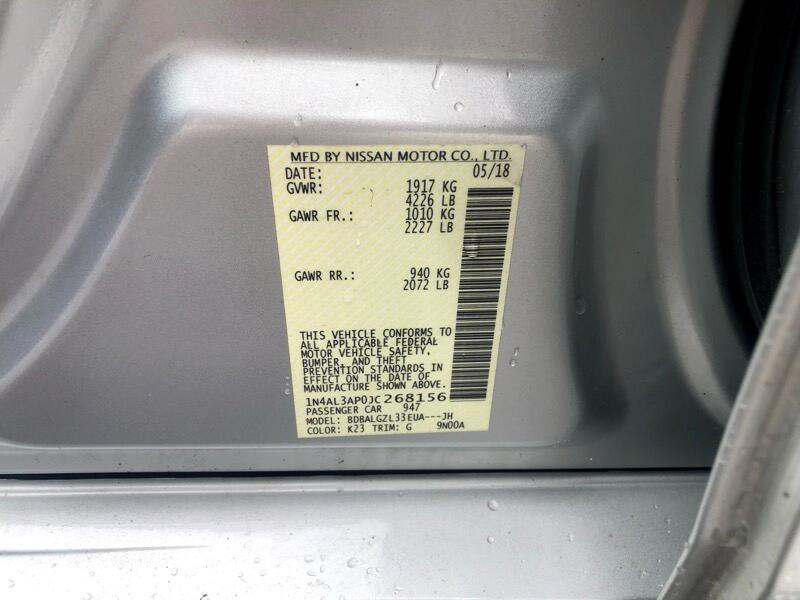 MFD BY NISSAN MOTOR CO., LTD.
DATE: 05/18
GVWR: 1917 KG
4226 LB
GAWR FR.: 1010 KG
2227 LB
GAWR RR.: 940 KG
2072 LB
THIS VEHICLE CONFORMS TO
ALL APPLICABLE FEDERAL
MOTOR VEHICLE SAFETY,
BUMPER, AND THEFT
PREVENTION STANDARDS IN
EFFECT ON THE DATE OF
MANUFACTURE SHOWN ABOVE.
1N4AL3AP0JC268156
PASSENGER CAR 947
MODEL: BDBALGZL33EUA---JH
COLOR: K23 TRIM: G 9N00A